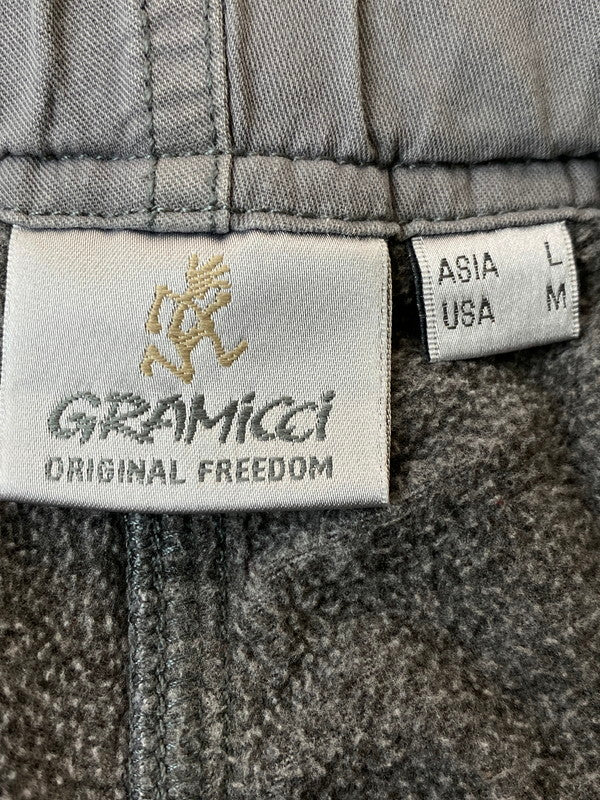 GRAMiCCi
ORIGINAL FREEDOM
ASIA L
USA M